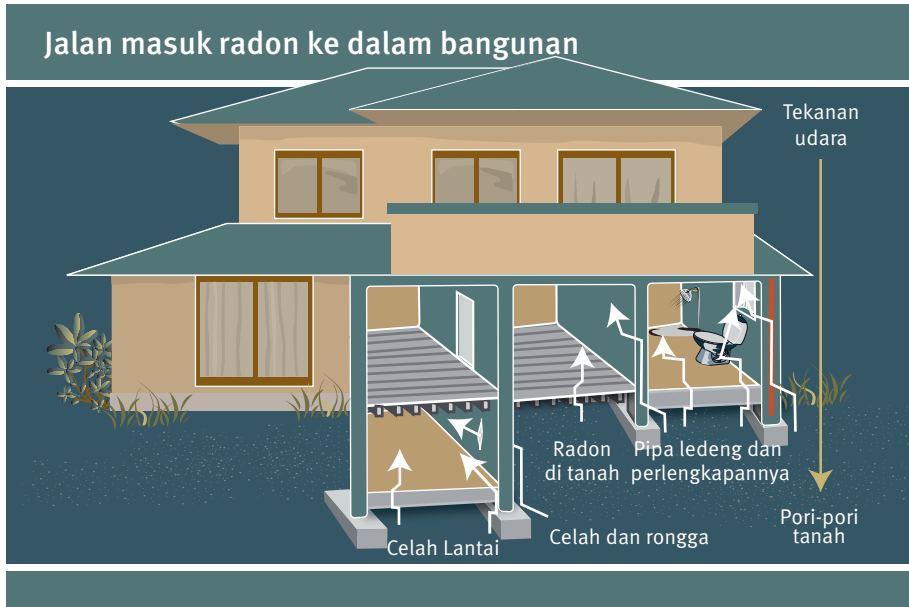 Jalan masuk radon ke dalam bangunan
Tekanan
udara
Radon
di tanah
Pipa ledeng dan
perlengkapannya
Celah Lantai
Celah dan rongga
Pori-pori
tanah